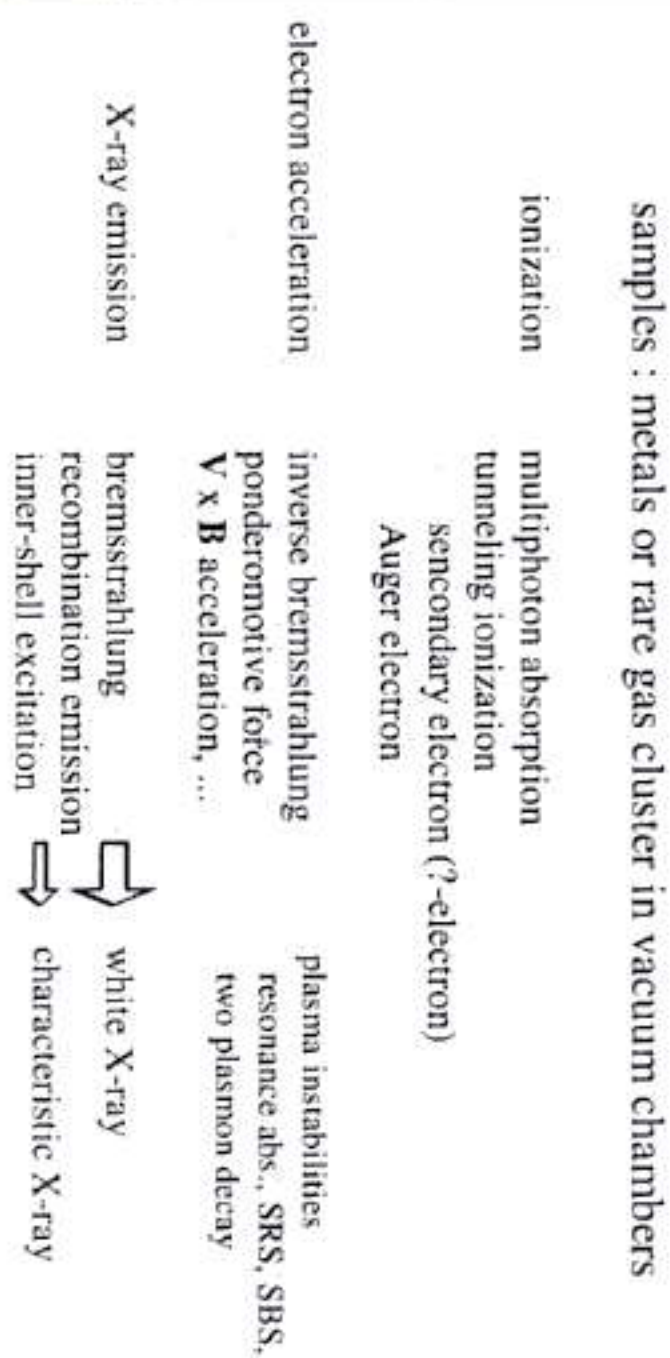 samples : metals or rare gas cluster in vacuum chambers
ionization
multiphoton absorption
tunneling ionization
sencondary electron (?-electron)
Auger electron
electron acceleration
inverse bremsstrahlung
ponderomotive force
V x B acceleration, ...
plasma instabilities
resonance abs., SRS, SBS,
two plasmon decay
X-ray emission
bremsstrahlung
recombination emission
inner-shell excitation
white X-ray
characteristic X-ray